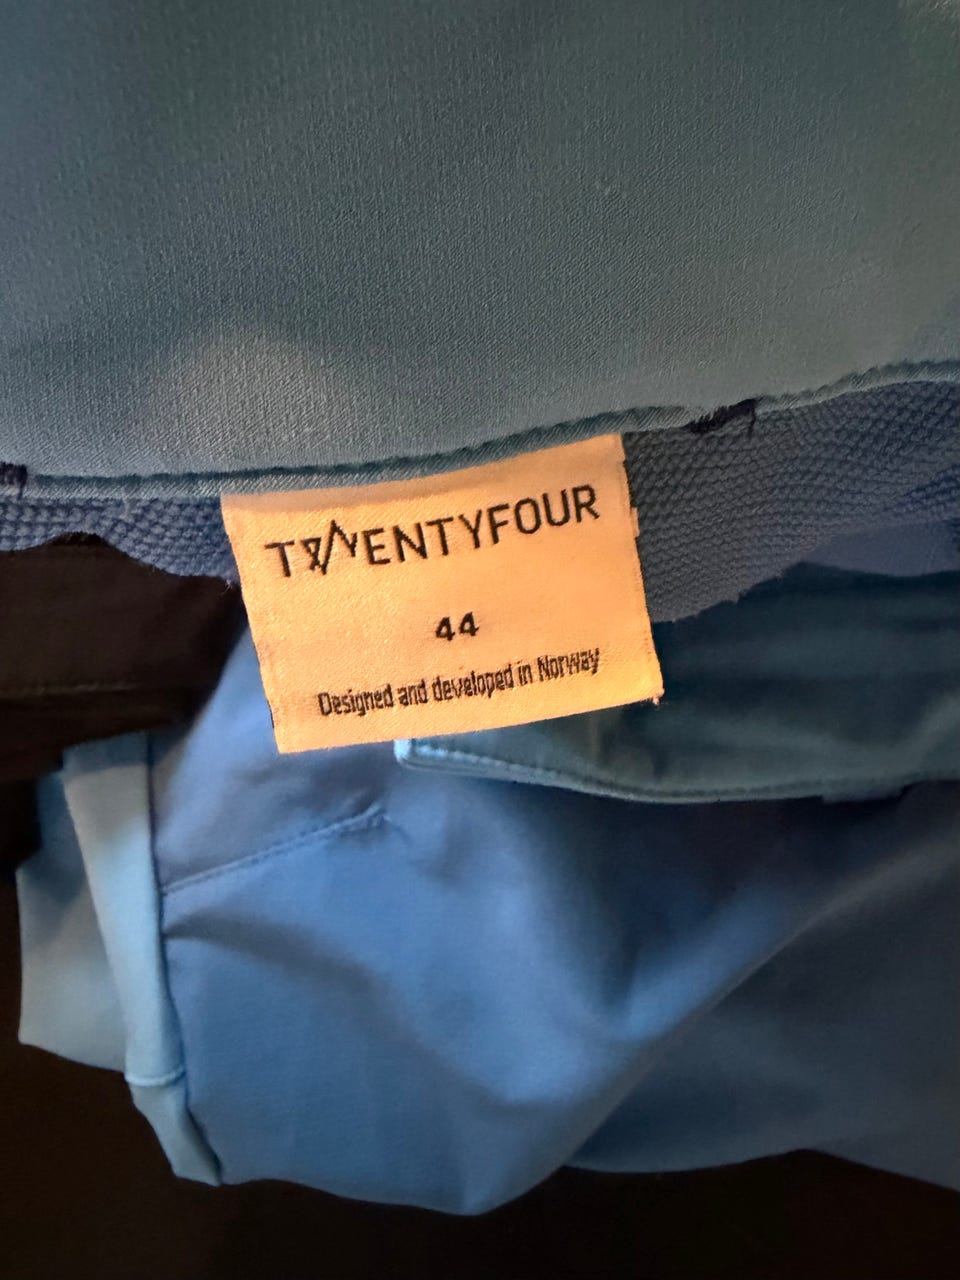 TWENTYFOUR
44
Designed and developed in Norway